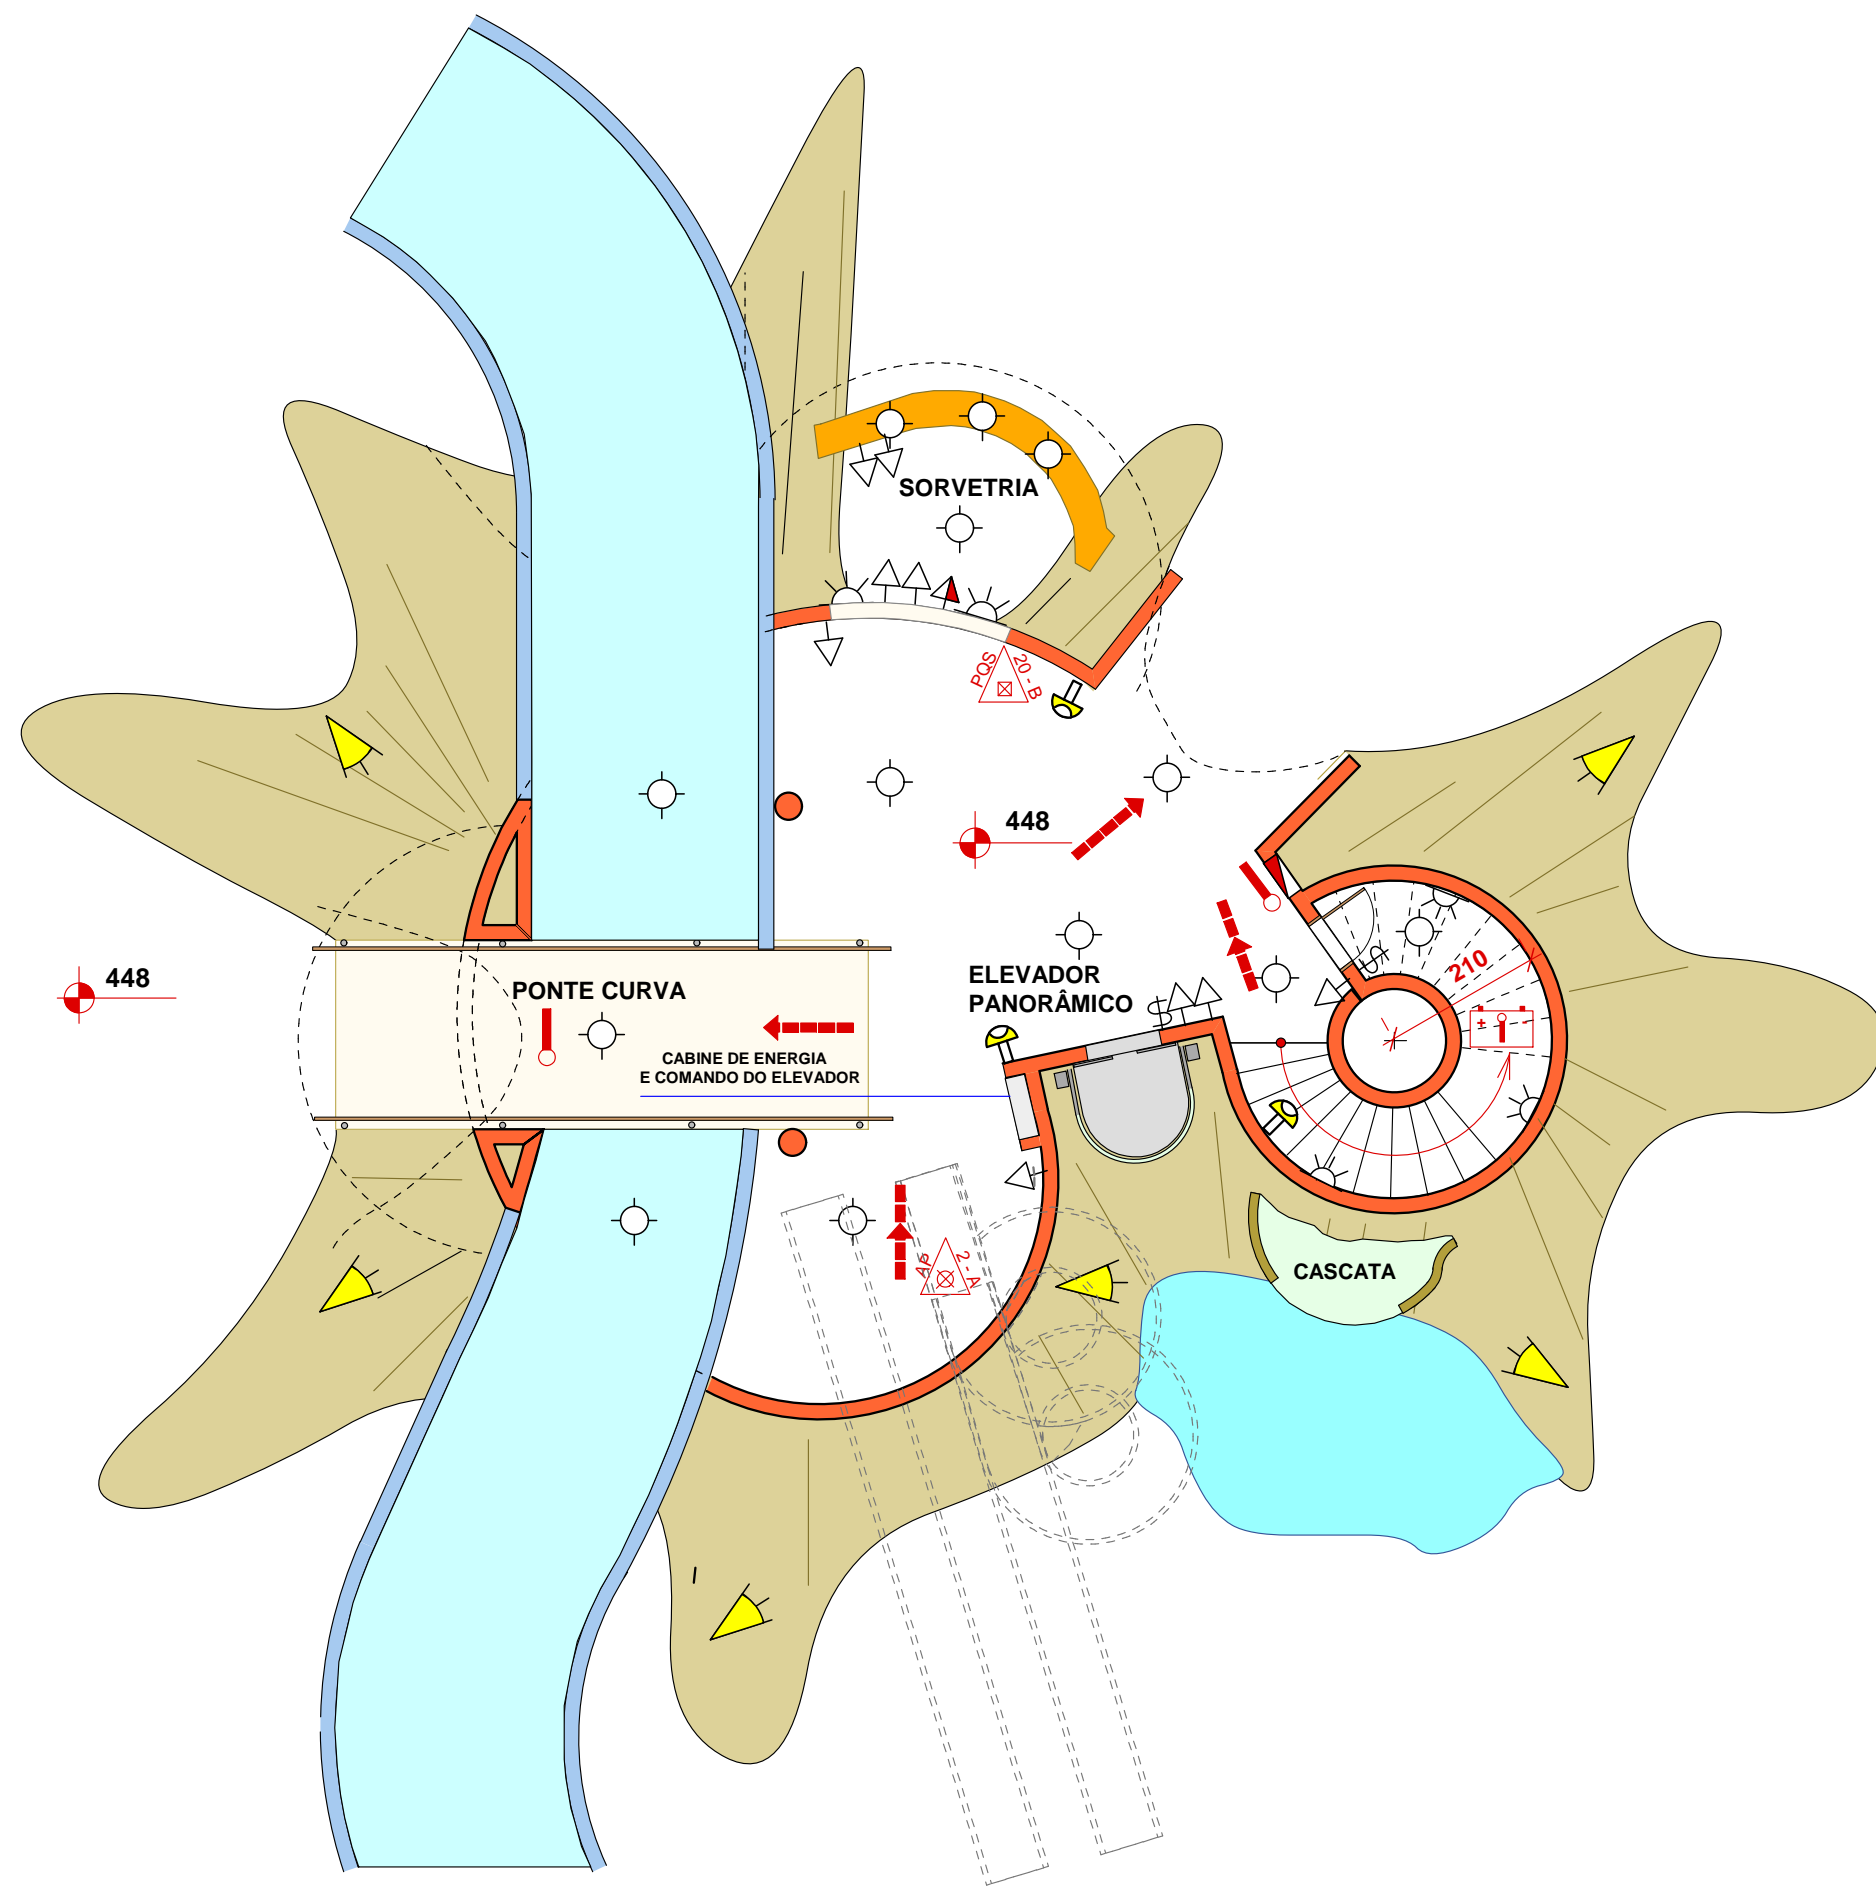 SORVETRIA
PQS
20 - B
448
210
ELEVADOR
PANORÂMICO
448
PONTE CURVA
CABINE DE ENERGIA
E COMANDO DO ELEVADOR
AP
2 - A
CASCATA